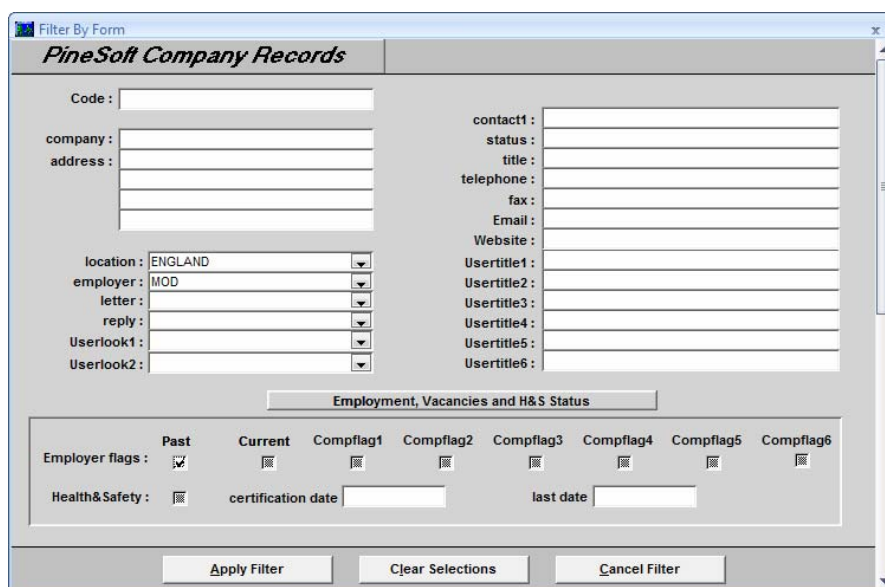 Filter By Form
x
PineSoft Company Records
Code :
company :
address :
location : ENGLAND
employer : MOD
letter :
reply :
Userlook1 :
Userlook2 :
contact1 :
status :
title :
telephone :
fax :
Email :
Website :
Usertitle1 :
Usertitle2 :
Usertitle3 :
Usertitle4 :
Usertitle5 :
Usertitle6 :
Employment, Vacancies and H&S Status
Past Current Compflag1 Compflag2 Compflag3 Compflag4 Compflag5 Compflag6
Employer flags :
Health&Safety : certification date last date
Apply Filter Clear Selections Cancel Filter